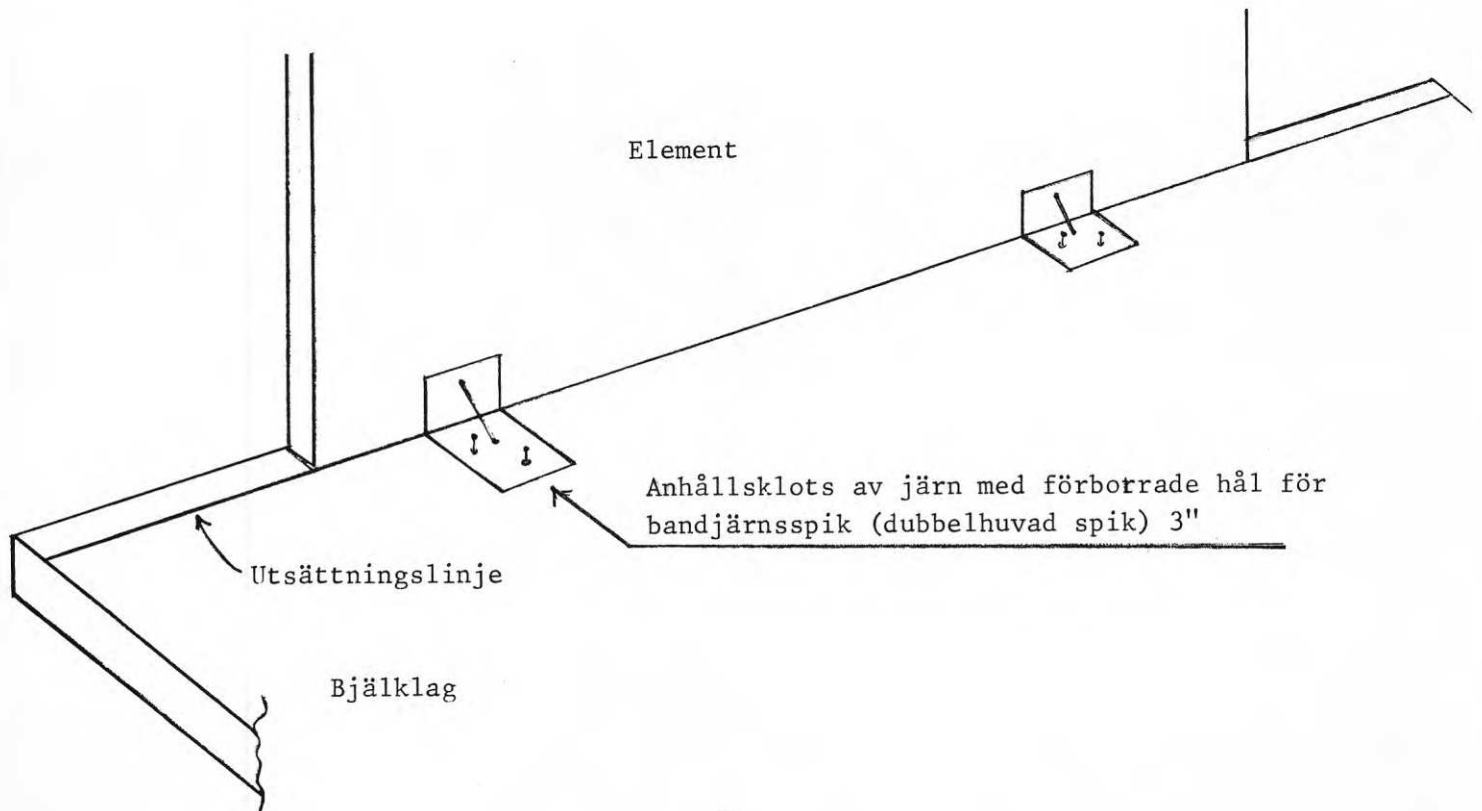 Element
Anhållsklots av järn med förborrade hål för
bandjärnsspik (dubbelhuvad spik) 3"
Utsättningslinje
Bjälklag